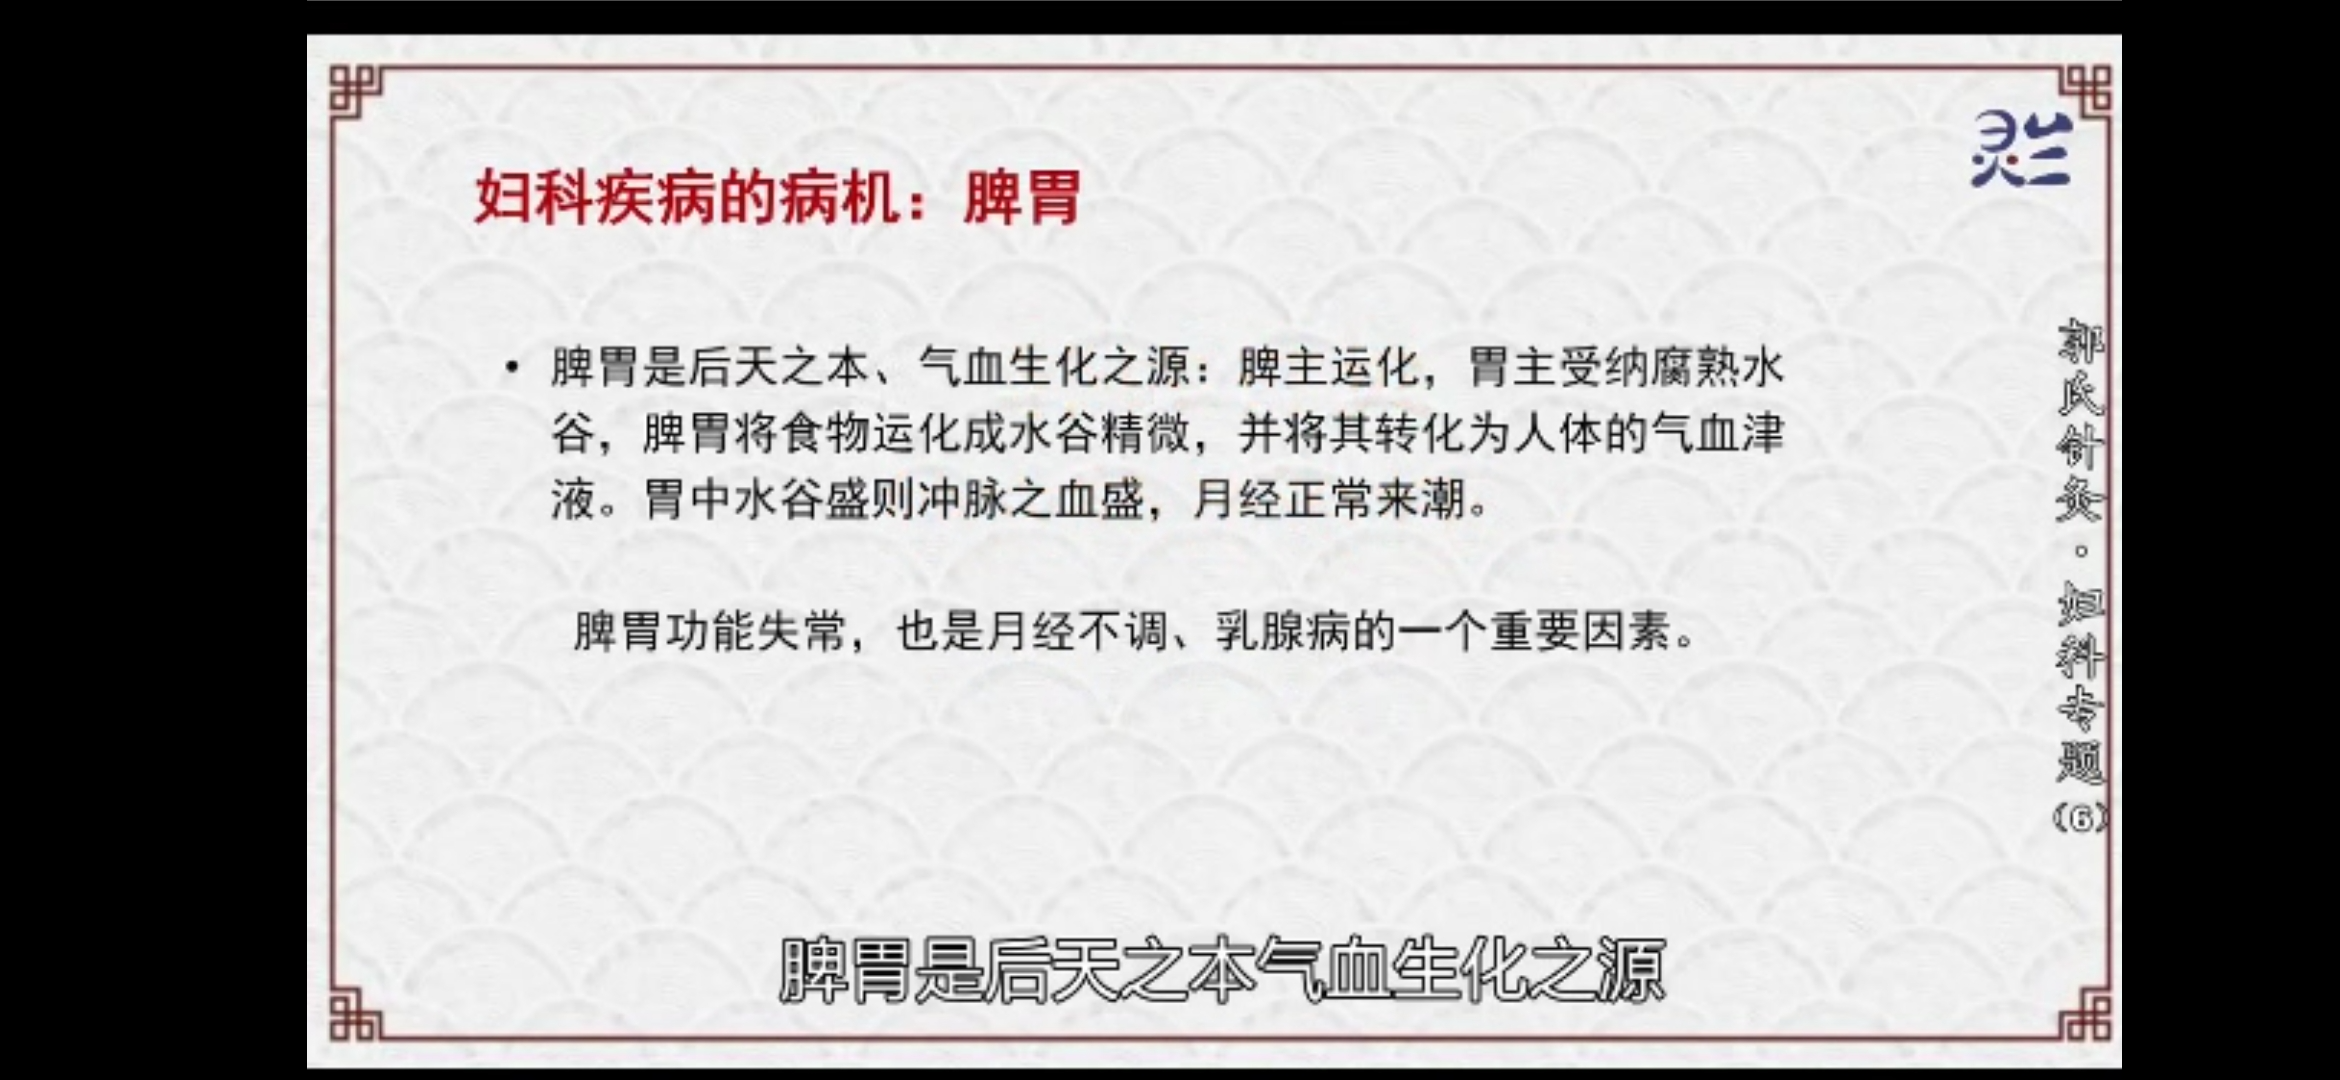 妇科疾病的病机：脾胃
• 脾胃是后天之本、气血生化之源：脾主运化，胃主受纳腐熟水
谷，脾胃将食物运化成水谷精微，并将其转化为人体的气血津
液。胃中水谷盛则冲脉之血盛，月经正常来潮。
脾胃功能失常，也是月经不调、乳腺病的一个重要因素。
郭氏针灸·妇科专题(6)
脾胃是后天之本气血生化之源